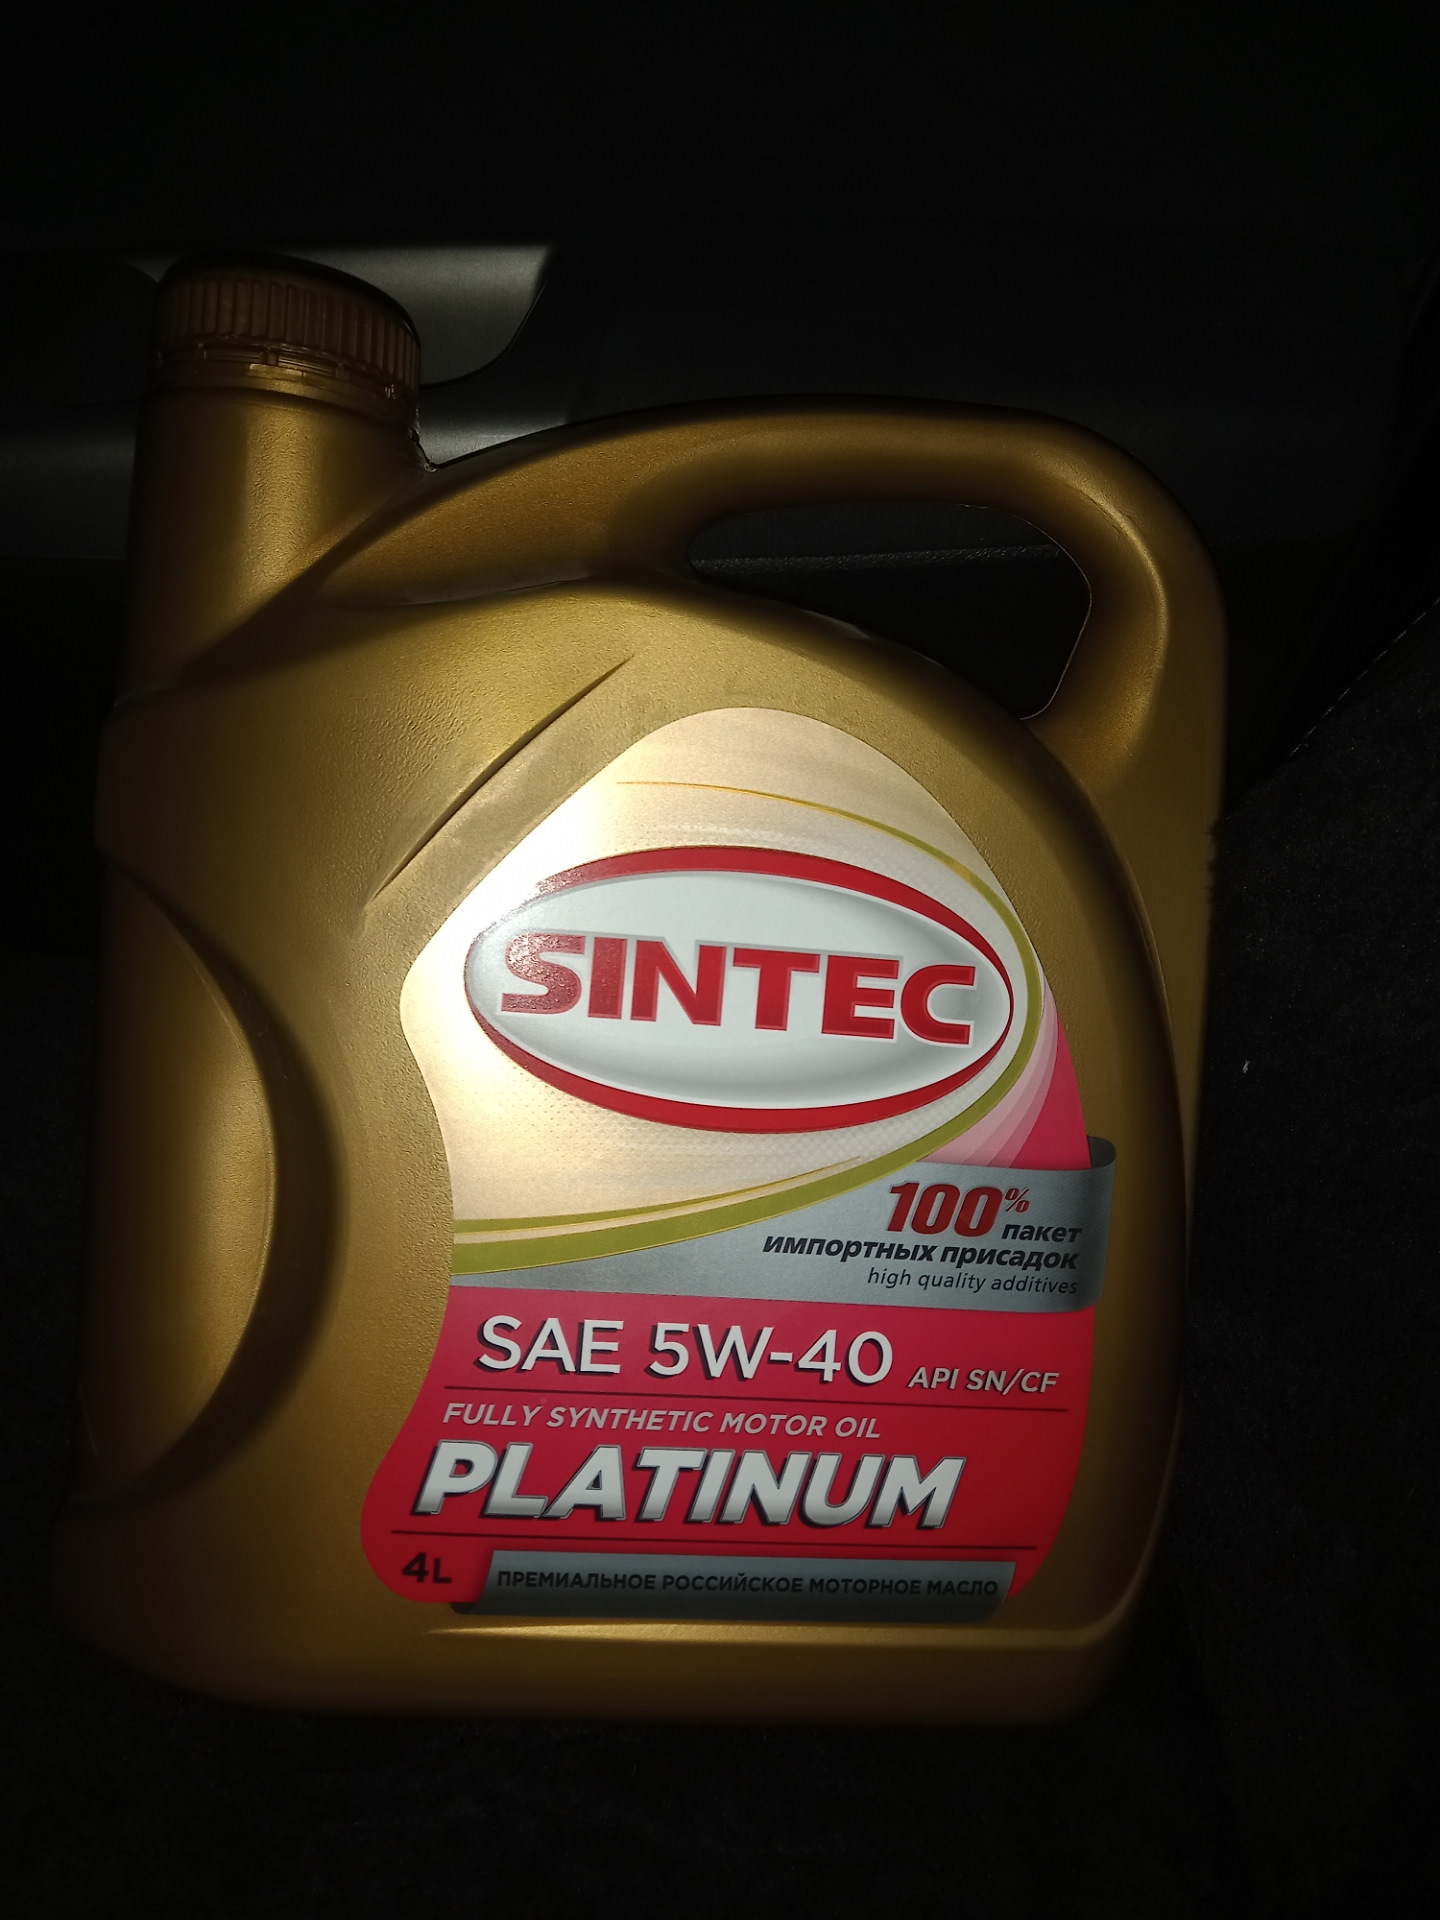 SINTEC
100%
пакет
импортных присадок
high quality additives
SAE 5W-40 API SN/CF
FULLY SYNTHETIC MOTOR OIL
PLATINUM
4L ПРЕМИАЛЬНОЕ РОССИЙСКОЕ МОТОРНОЕ МАСЛО